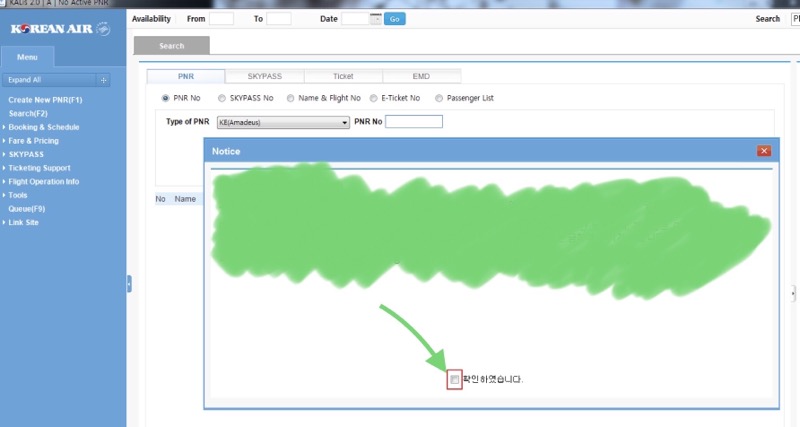 KALIS 2.0 | A | No Active PNR
KOREAN AIR
Availability From To Date Go Search
Menu
Search
Expand All +
PNR SKYPASS Ticket EMD
Create New PNR(F1)
Search(F2)
Booking & Schedule
Fare & Pricing
SKYPASS
Ticketing Support
Flight Operation Info
Tools
Queue(F9)
Link Site
PNR No SKYPASS No Name & Flight No E-Ticket No Passenger List
Type of PNR KE(Amadeus) PNR No
No Name
Notice
확인하였습니다.